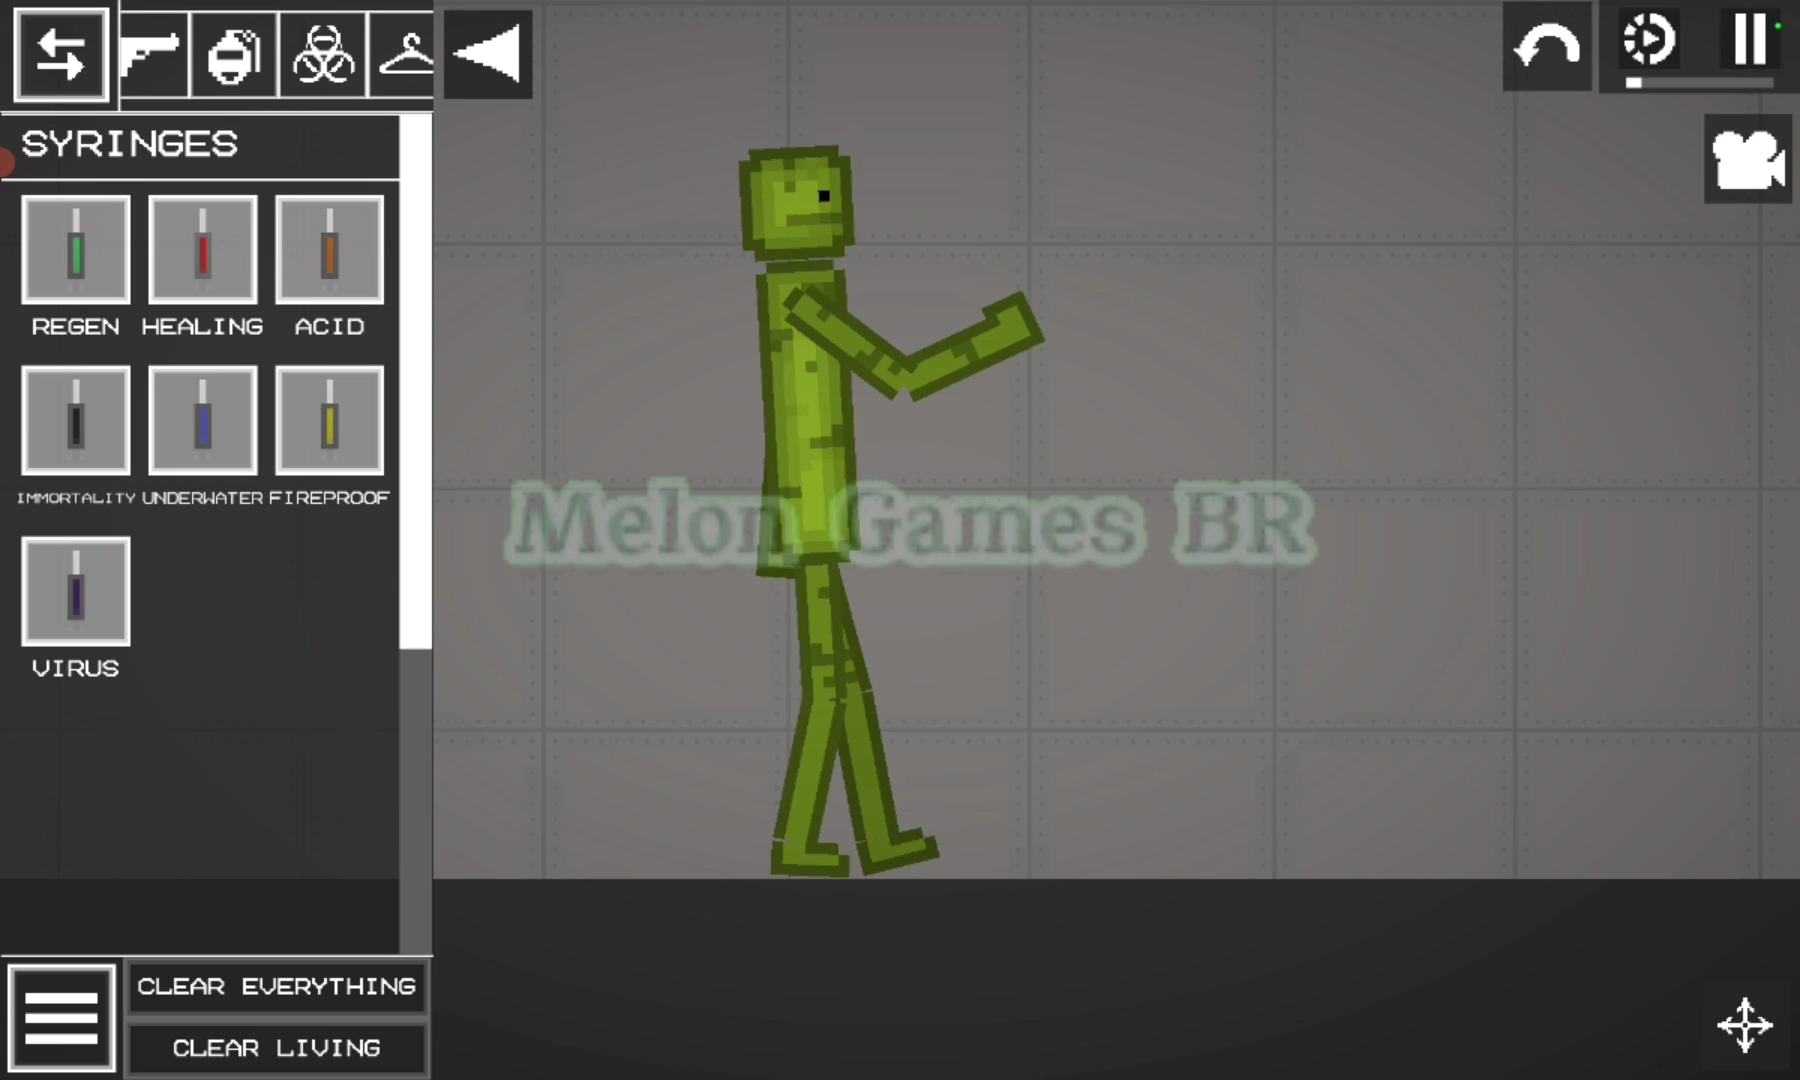 SYRINGES
REGEN HEALING ACID
IMMORTALITY UNDERWATER FIREPROOF
VIRUS
Melon Games BR
CLEAR EVERYTHING
CLEAR LIVING